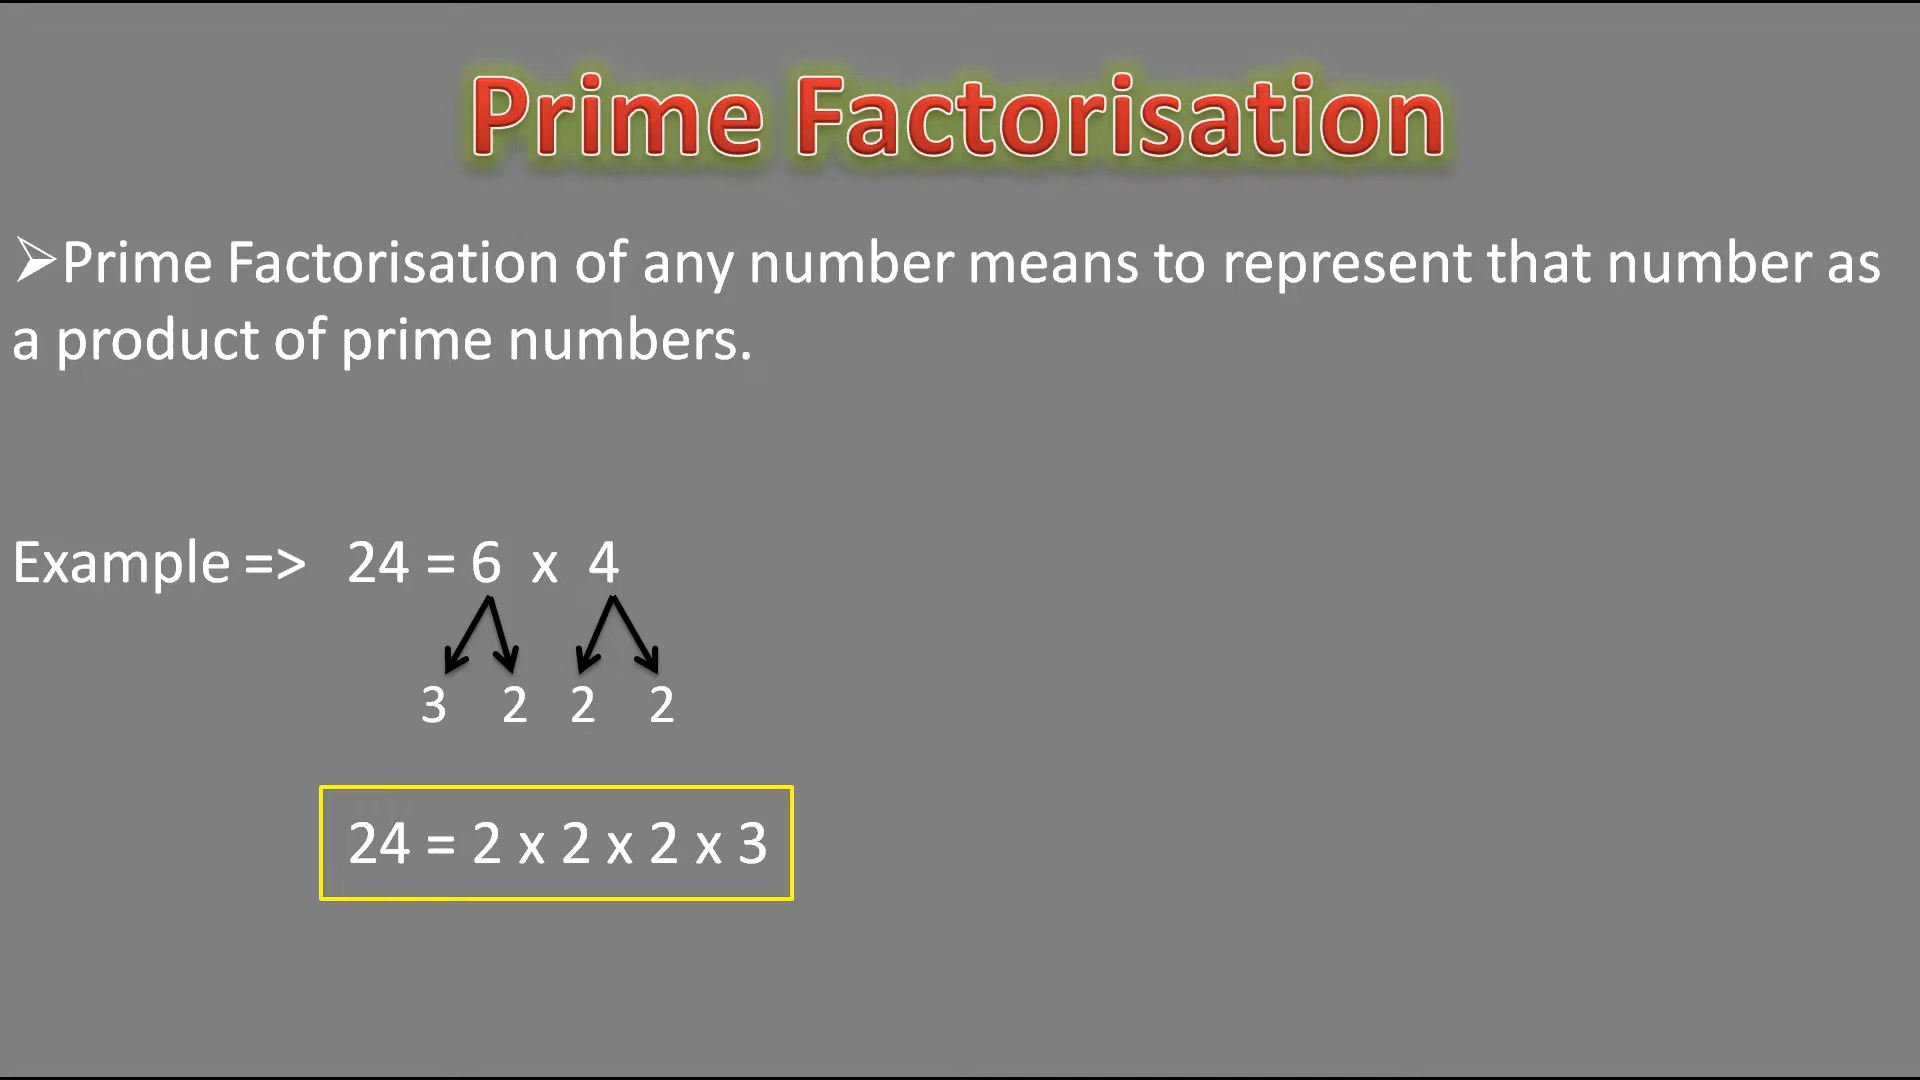 Prime Factorisation
➢Prime Factorisation of any number means to represent that number as
a product of prime numbers.
Example => 24 = 6 x 4
3 2 2 2
24 = 2 x 2 x 2 x 3